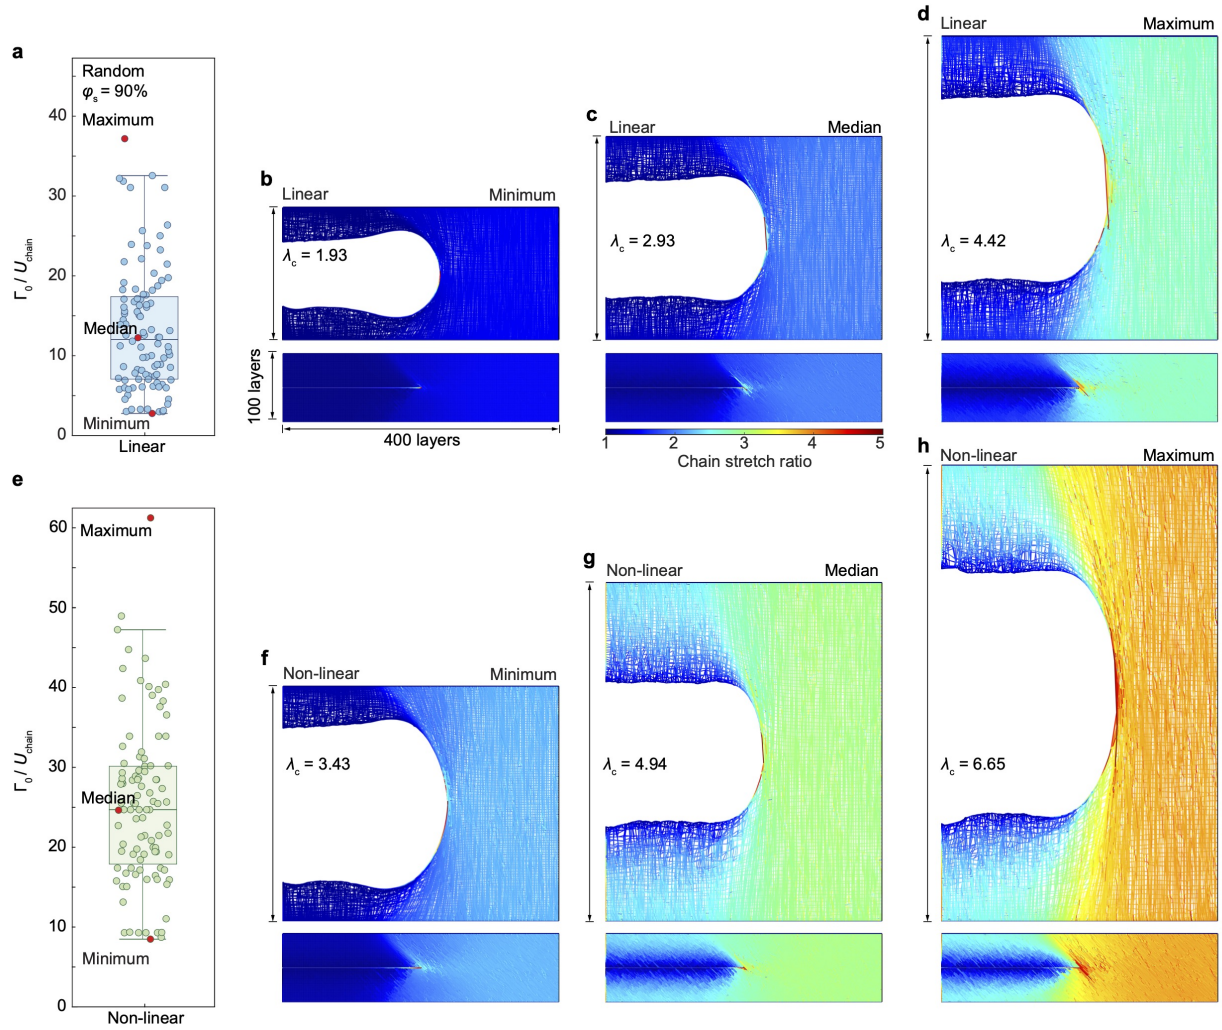 a
Random
φs = 90%
Maximum
40
30
20
10
0
Γ0 / Uchain
Median
Minimum
Linear
b
Linear
Minimum
λc = 1.93
100 layers
400 layers
c
Linear
Median
λc = 2.93
1
2
3
4
5
Chain stretch ratio
d
Linear
Maximum
λc = 4.42
e
Maximum
60
50
40
30
20
10
0
Γ0 / Uchain
Median
Minimum
Non-linear
f
Non-linear
Minimum
λc = 3.43
g
Non-linear
Median
λc = 4.94
h
Non-linear
Maximum
λc = 6.65